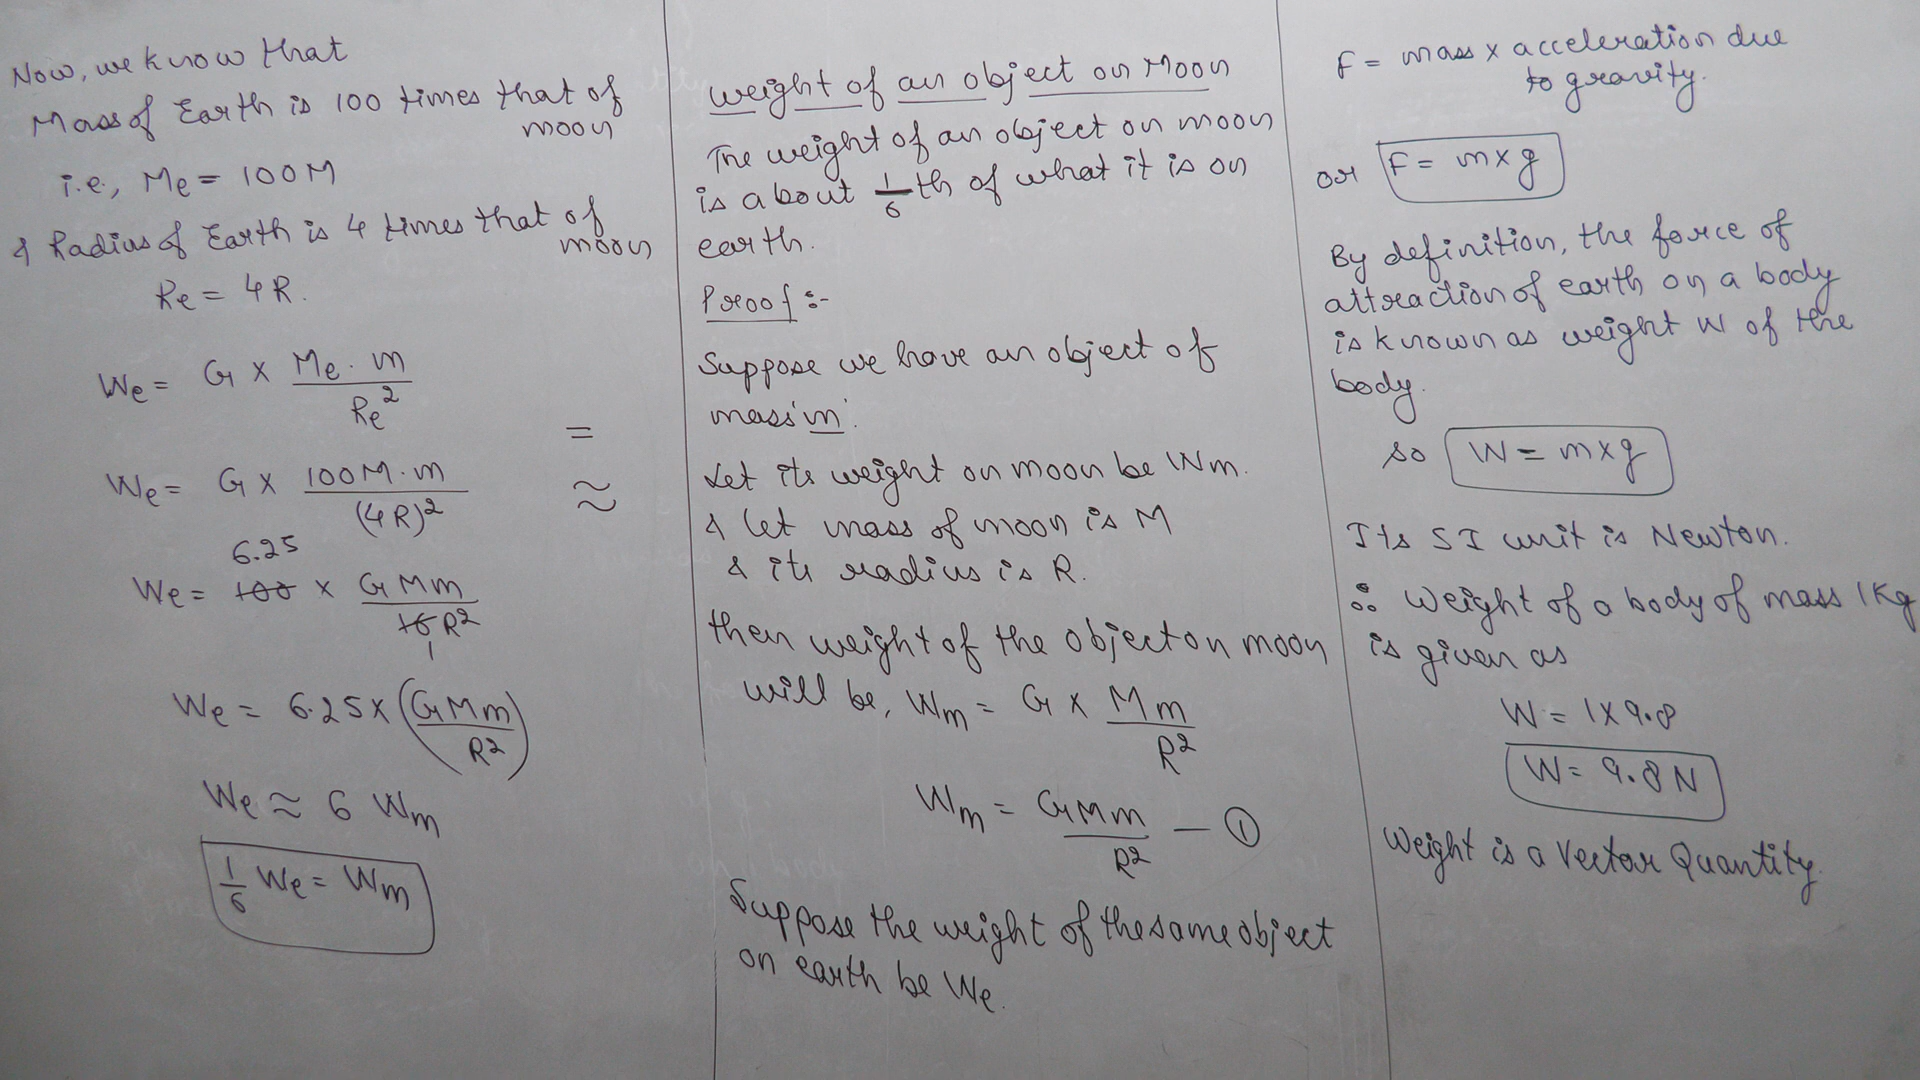 Now, we know that
Mass of Earth is 100 times that of
moon
i.e, Me = 100M
& Radius of Earth is 4 times that of
moon
Re = 4R.
We = G × Me . m / Re²
=
We = G × 100M . m / (4R)²
≈
6.25
We = 100 × GMm / 16 R²
1
We = 6.25 × (GMm / R²)
We ≈ 6 Wm
1/6 We = Wm
Weight of an object on Moon
The weight of an object on moon
is about 1/6 th of what it is on
earth.
Proof :-
Suppose we have an object of
mass 'm'.
Let its weight on moon be Wm.
& let mass of moon is M
& its radius is R.
then weight of the object on moon
will be, Wm = G × Mm / R²
Wm = GMm / R² — ①
Suppose the weight of the same object
on earth be We.
F = mass × acceleration due
to gravity.
or F = m×g
By definition, the force of
attraction of earth on a body
is known as weight W of the
body.
so W = m×g
Its SI unit is Newton.
∴ Weight of a body of mass 1Kg
is given as
W = 1×9.8
W = 9.8N
Weight is a Vector Quantity.